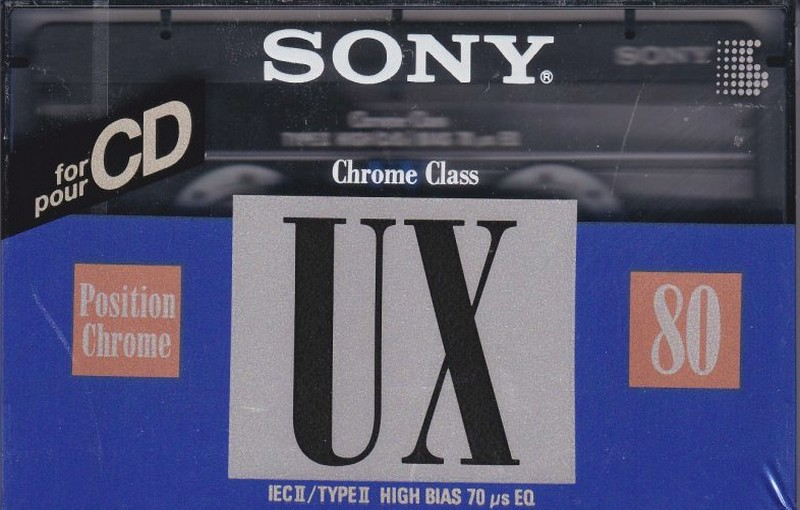 SONY®
SONY
for
pour CD
Chrome Class
UX
Position
Chrome
80
IEC II/TYPE II HIGH BIAS 70 µs EQ